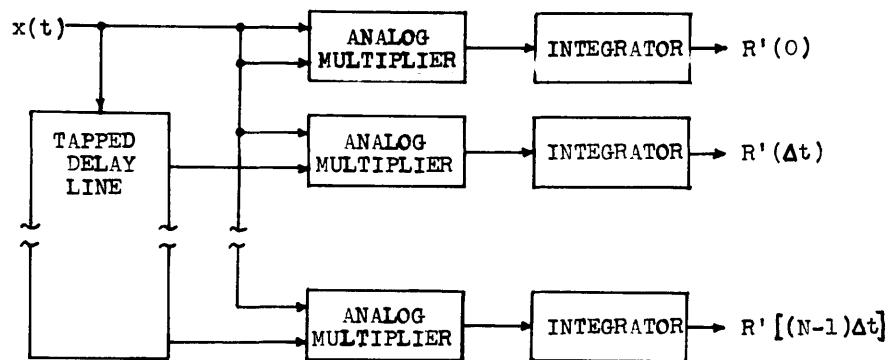 x(t)
ANALOG
MULTIPLIER
INTEGRATOR
R'(0)
TAPPED
DELAY
LINE
ANALOG
MULTIPLIER
INTEGRATOR
R'(Δt)
ANALOG
MULTIPLIER
INTEGRATOR
R'[(N-1)Δt]